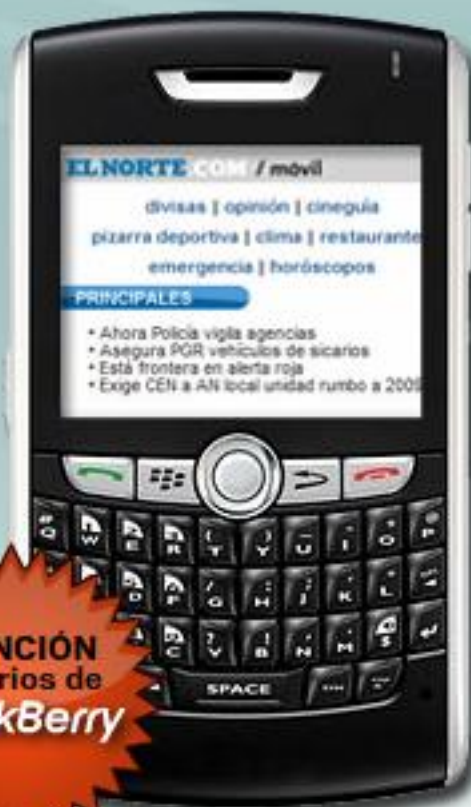 EL NORTE.COM / móvil
divisas | opinión | cineguía
pizarra deportiva | clima | restaurante
emergencia | horóscopos
PRINCIPALES
• Ahora Policía vigila agencias
• Asegura PGR vehículos de sicarios
• Está frontera en alerta roja
• Exige CEN a AN local unidad rumbo a 2009
Q W E R T Y U I O P
D F G H J K L
C V B N M $
SPACE
NCIÓN
rios de
kBerry